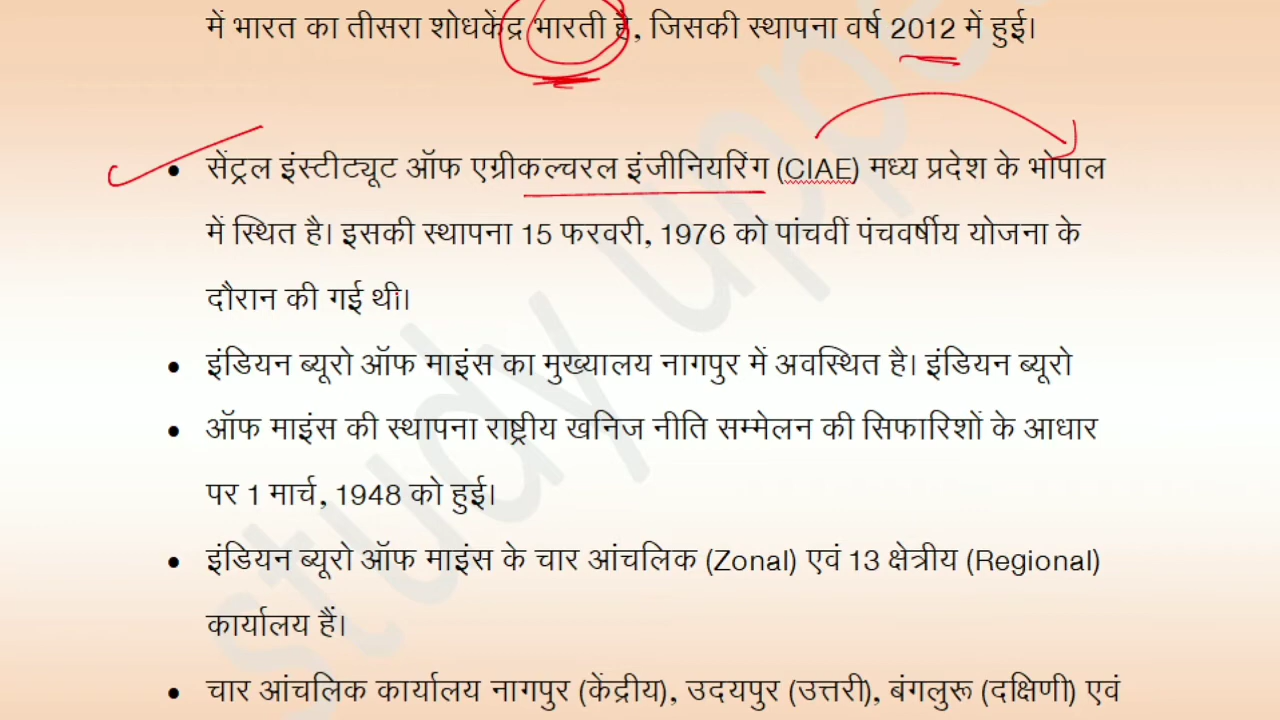 में भारत का तीसरा शोधकेंद्र भारती है, जिसकी स्थापना वर्ष 2012 में हुई।
• सेंट्रल इंस्टीट्यूट ऑफ एग्रीकल्चरल इंजीनियरिंग (CIAE) मध्य प्रदेश के भोपाल
में स्थित है। इसकी स्थापना 15 फरवरी, 1976 को पांचवीं पंचवर्षीय योजना के
दौरान की गई थी।
• इंडियन ब्यूरो ऑफ माइंस का मुख्यालय नागपुर में अवस्थित है। इंडियन ब्यूरो
• ऑफ माइंस की स्थापना राष्ट्रीय खनिज नीति सम्मेलन की सिफारिशों के आधार
पर 1 मार्च, 1948 को हुई।
• इंडियन ब्यूरो ऑफ माइंस के चार आंचलिक (Zonal) एवं 13 क्षेत्रीय (Regional)
कार्यालय हैं।
• चार आंचलिक कार्यालय नागपुर (केंद्रीय), उदयपुर (उत्तरी), बंगलुरू (दक्षिणी) एवं
study